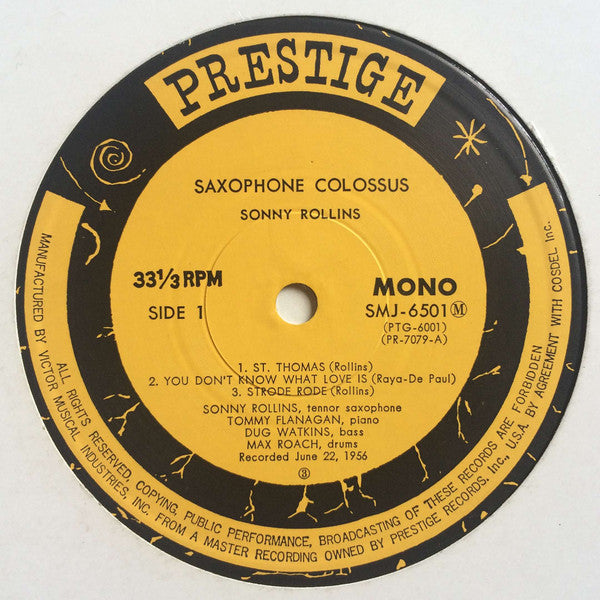 PRESTIGE
SAXOPHONE COLOSSUS
SONNY ROLLINS
33⅓ RPM
SIDE 1
MONO
SMJ-6501 Ⓜ
(PTG-6001)
(PR-7079-A)
1. ST. THOMAS (Rollins)
2. YOU DON'T KNOW WHAT LOVE IS (Raya-De Paul)
3. STRODE RODE (Rollins)
SONNY ROLLINS, tennor saxophone
TOMMY FLANAGAN, piano
DUG WATKINS, bass
MAX ROACH, drums
Recorded June 22, 1956
③
ALL RIGHTS RESERVED, COPYING, PUBLIC PERFORMANCE, BROADCASTING OF THESE RECORDS ARE FORBIDDEN
MANUFACTURED BY VICTOR MUSICAL INDUSTRIES, INC. FROM A MASTER RECORDING OWNED BY PRESTIGE RECORDS. Inc., U.S.A. BY AGREEMENT WITH COSDEL Inc.